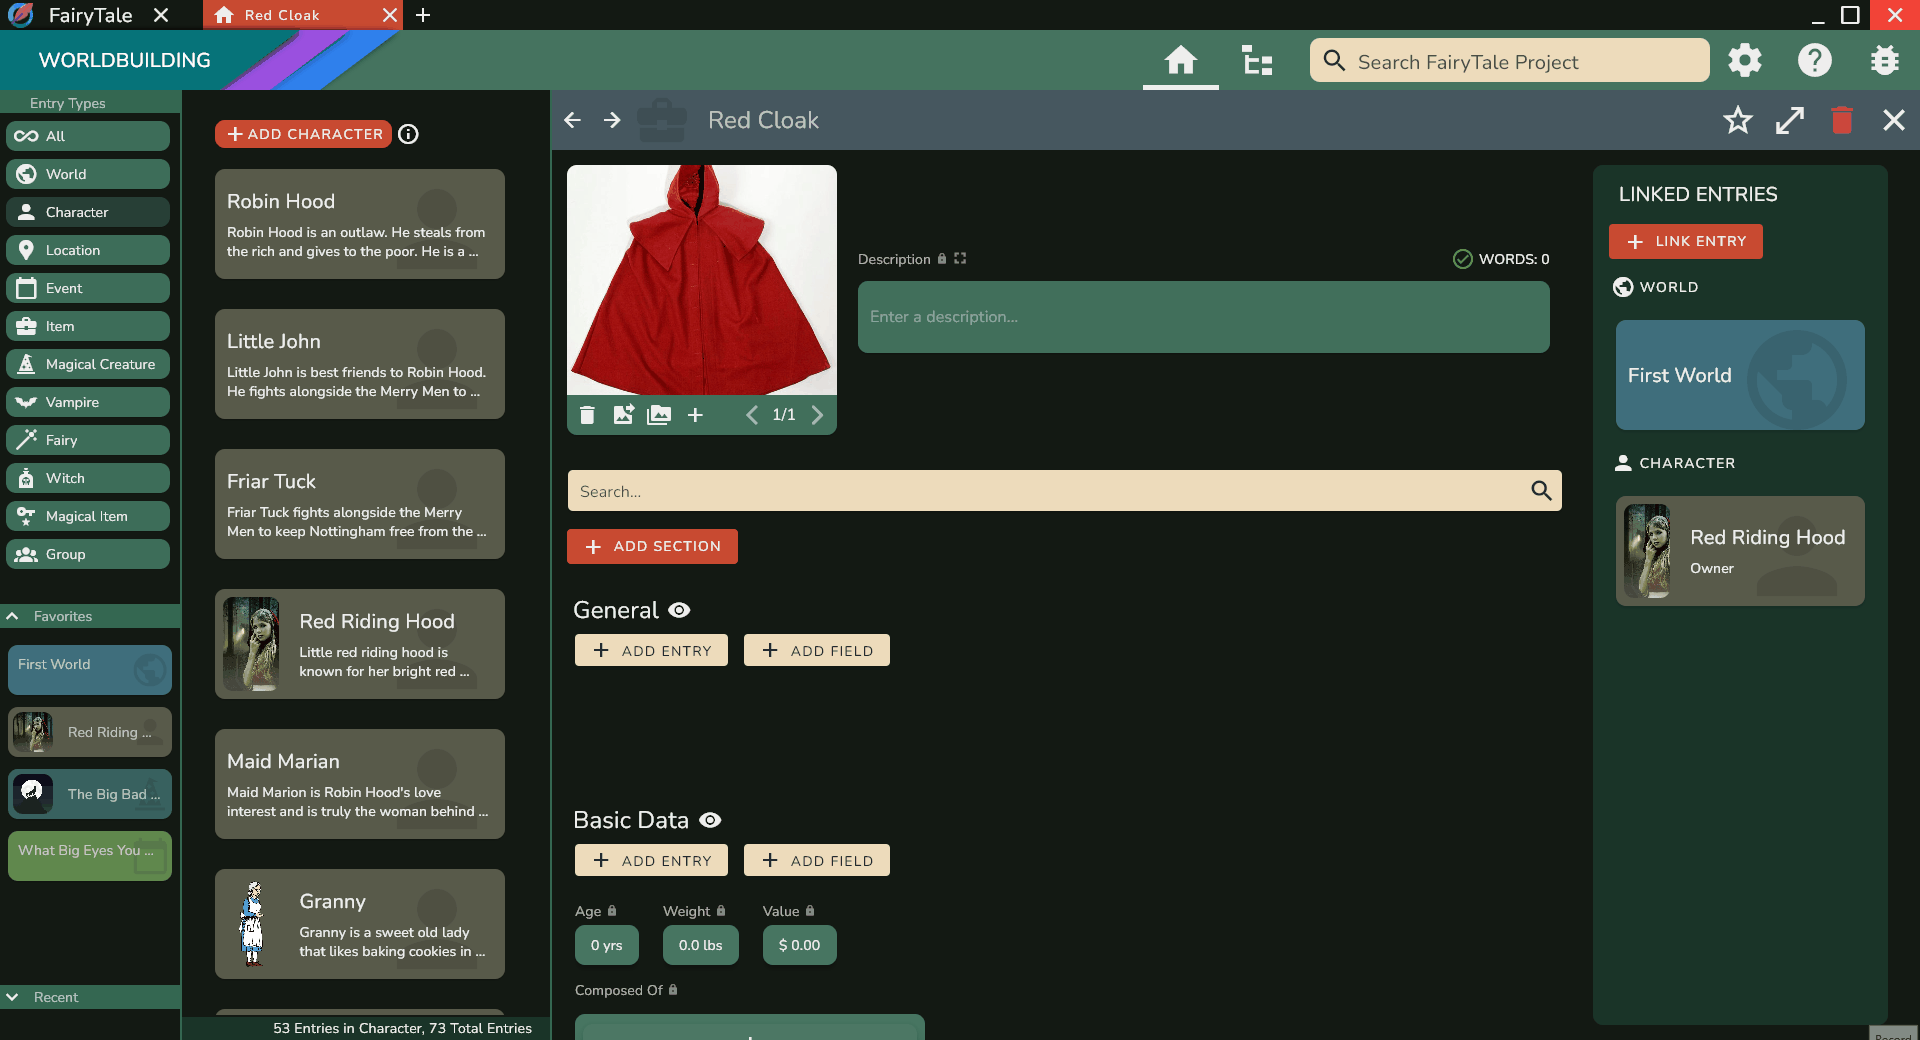 FairyTale
Red Cloak
WORLDBUILDING
Search FairyTale Project
Entry Types
All
World
Character
Location
Event
Item
Magical Creature
Vampire
Fairy
Witch
Magical Item
Group
Favorites
First World
Red Riding ...
The Big Bad ...
What Big Eyes You ...
Recent
ADD CHARACTER
Robin Hood
Robin Hood is an outlaw. He steals from
the rich and gives to the poor. He is a ...
Little John
Little John is best friends to Robin Hood.
He fights alongside the Merry Men to ...
Friar Tuck
Friar Tuck fights alongside the Merry
Men to keep Nottingham free from the ...
Red Riding Hood
Little red riding hood is
known for her bright red ...
Maid Marian
Maid Marion is Robin Hood's love
interest and is truly the woman behind ...
Granny
Granny is a sweet old lady
that likes baking cookies in ...
53 Entries in Character, 73 Total Entries
Red Cloak
1/1
Description
WORDS: 0
Enter a description...
Search...
ADD SECTION
General
ADD ENTRY
ADD FIELD
Basic Data
ADD ENTRY
ADD FIELD
Age
Weight
Value
0 yrs
0.0 lbs
$ 0.00
Composed Of
LINKED ENTRIES
LINK ENTRY
WORLD
First World
CHARACTER
Red Riding Hood
Owner